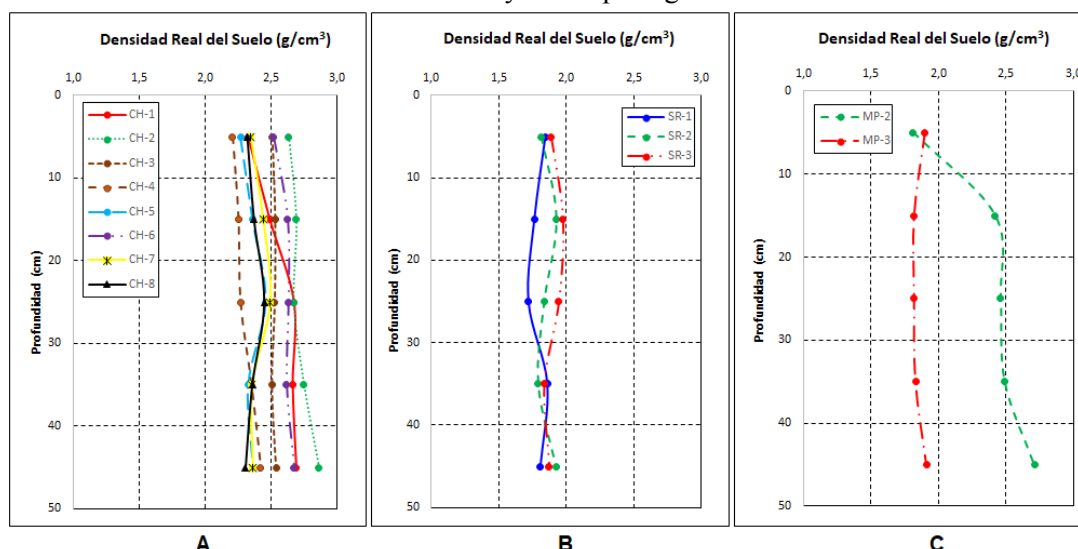 Densidad Real del Suelo (g/cm³)
1,0 1,5 2,0 2,5 3,0
0
10
20
30
40
50
Profundidad (cm)
CH-1
CH-2
CH-3
CH-4
CH-5
CH-6
CH-7
CH-8
A
Densidad Real del Suelo (g/cm³)
1,0 1,5 2,0 2,5 3,0
0
10
20
30
40
50
Profundidad (cm)
SR-1
SR-2
SR-3
B
Densidad Real del Suelo (g/cm³)
1,0 1,5 2,0 2,5 3,0
0
10
20
30
40
50
Profundidad (cm)
MP-2
MP-3
C